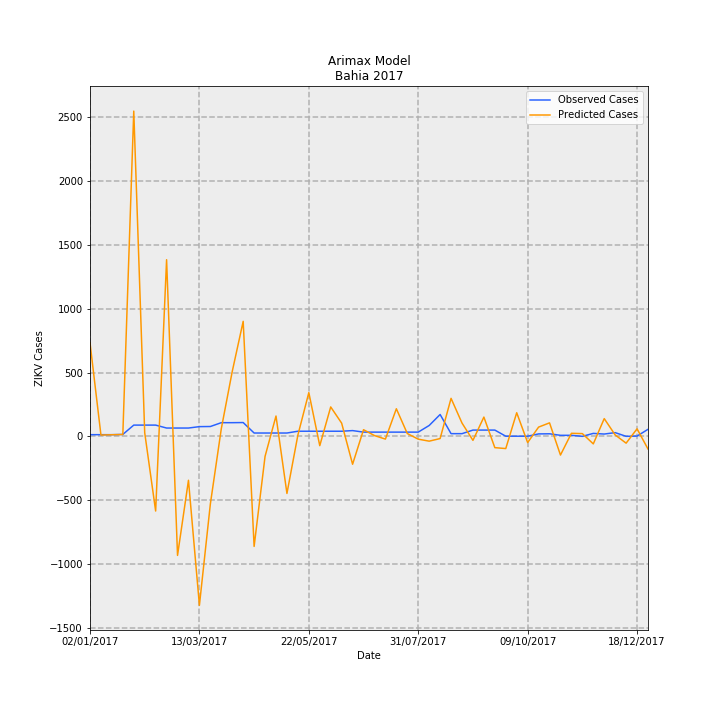 Arimax Model
Bahia 2017
Observed Cases
Predicted Cases
2500
2000
1500
1000
500
0
−500
−1000
−1500
ZIKV Cases
02/01/2017
13/03/2017
22/05/2017
31/07/2017
09/10/2017
18/12/2017
Date